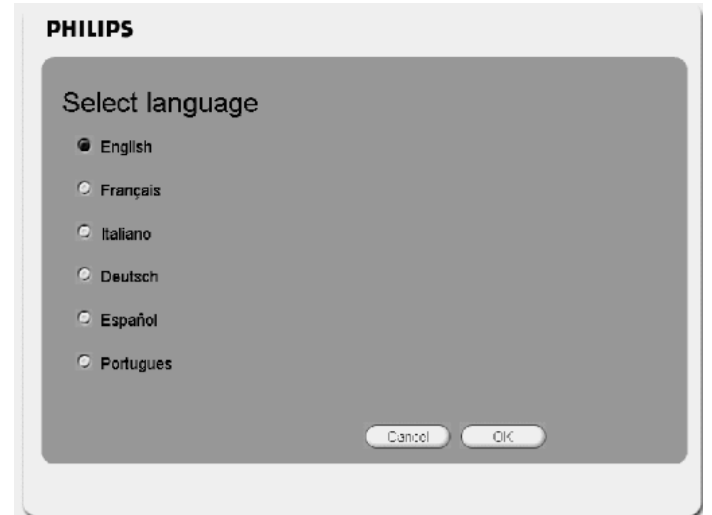 PHILIPS
Select language
English
Français
Italiano
Deutsch
Español
Portugues
Cancel OK